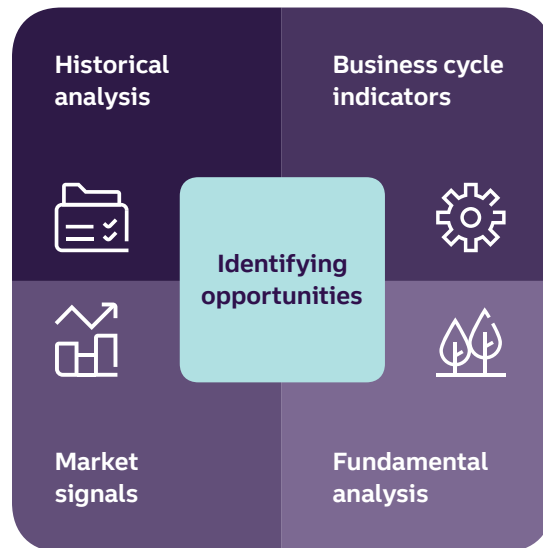 Historical
analysis
Business cycle
indicators
Identifying
opportunities
Market
signals
Fundamental
analysis